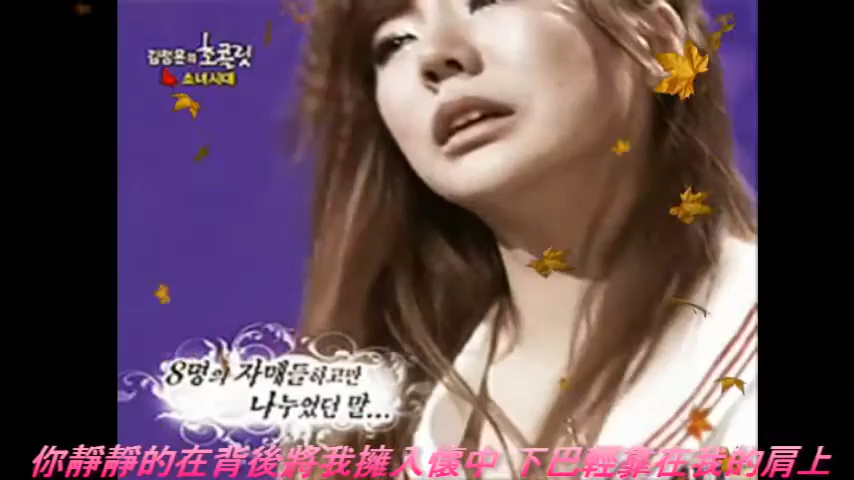 김정은의 초콜릿
소녀시대
8명의 자매들하고만
나누었던 말...
你靜靜的在背後將我擁入懷中 下巴輕靠在我的肩上